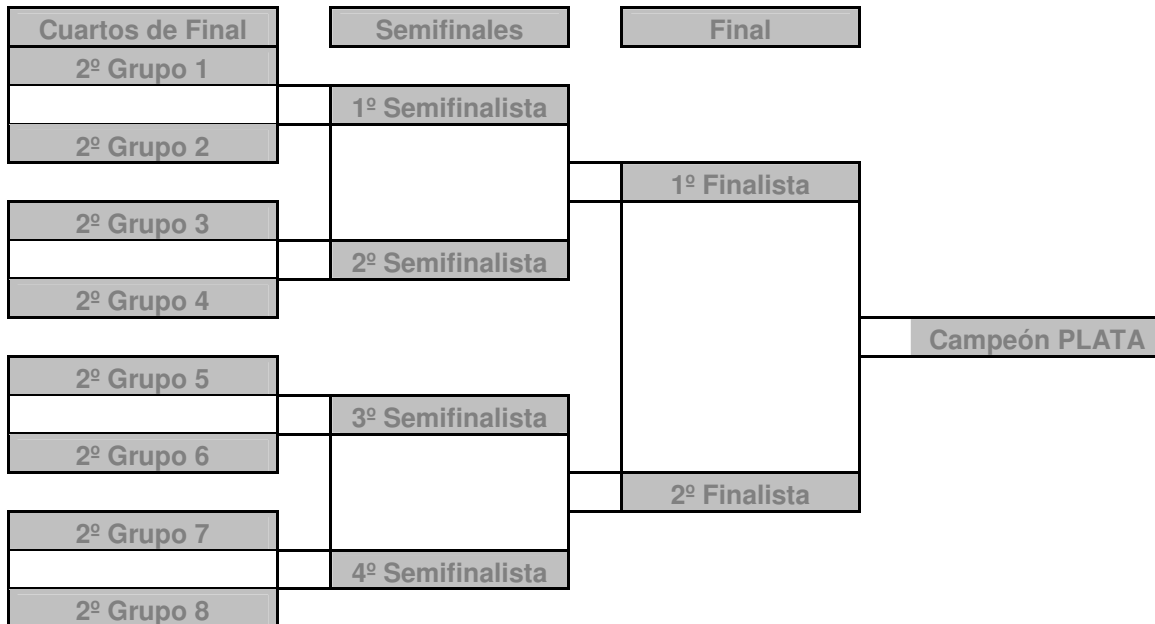 Cuartos de Final
Semifinales
Final
2º Grupo 1
1º Semifinalista
2º Grupo 2
1º Finalista
2º Grupo 3
2º Semifinalista
2º Grupo 4
Campeón PLATA
2º Grupo 5
3º Semifinalista
2º Grupo 6
2º Finalista
2º Grupo 7
4º Semifinalista
2º Grupo 8